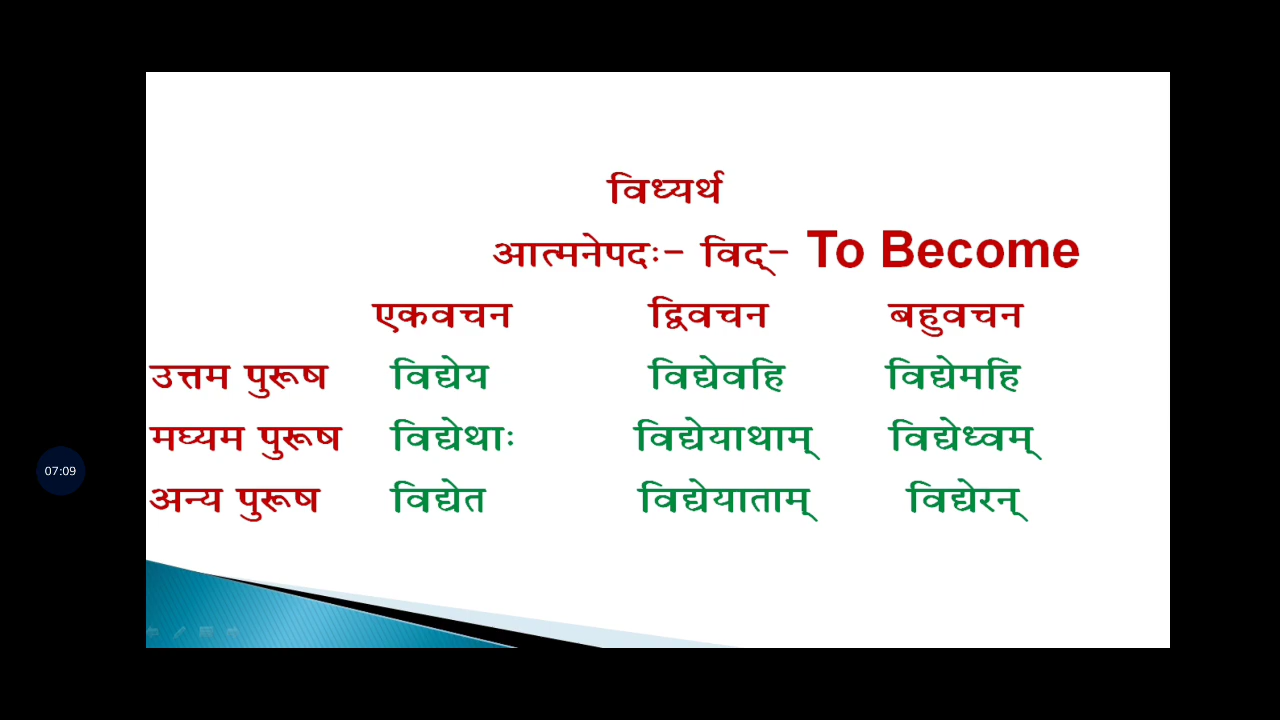 विध्यर्थ
आत्मनेपदः- विद्- To Become
एकवचन द्विवचन बहुवचन
उत्तम पुरूष विद्येय विद्येवहि विद्येमहि
मघ्यम पुरूष विद्येथाः विद्येयाथाम् विद्येध्वम्
अन्य पुरूष विद्येत विद्येयाताम् विद्येरन्
07:09